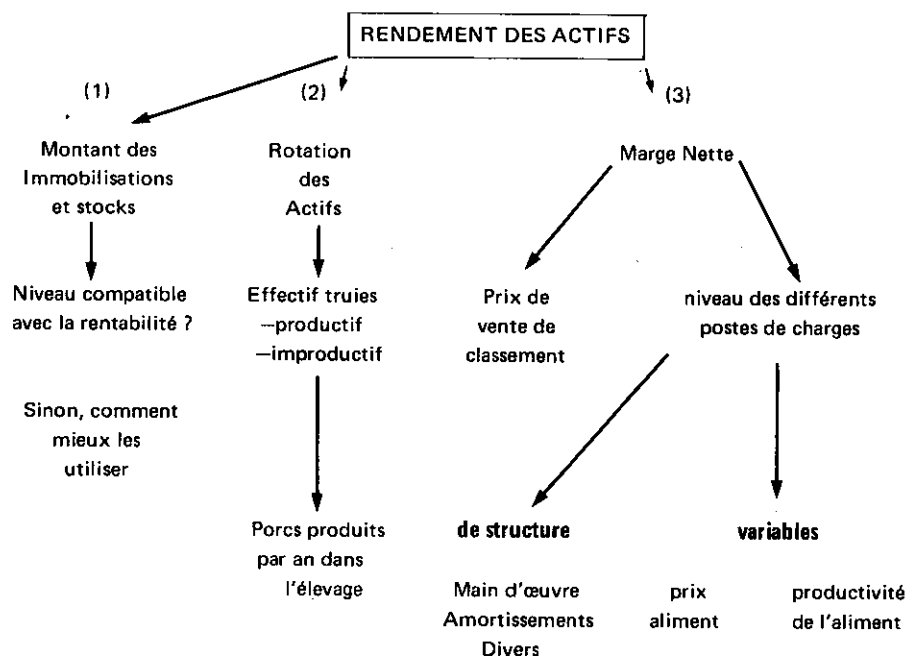 RENDEMENT DES ACTIFS
(1)
(2)
(3)
Montant des
Immobilisations
et stocks
Rotation
des
Actifs
Marge Nette
Niveau compatible
avec la rentabilité ?
Effectif truies
—productif
—improductif
Prix de
vente de
classement
niveau des différents
postes de charges
Sinon, comment
mieux les
utiliser
Porcs produits
par an dans
l'élevage
de structure
variables
Main d'œuvre
Amortissements
Divers
prix
aliment
productivité
de l'aliment